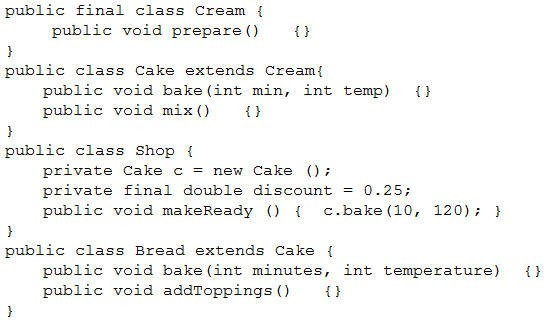 public final class Cream {
public void prepare() {}
}
public class Cake extends Cream{
public void bake(int min, int temp) {}
public void mix() {}
}
public class Shop {
private Cake c = new Cake ();
private final double discount = 0.25;
public void makeReady () { c.bake(10, 120); }
}
public class Bread extends Cake {
public void bake(int minutes, int temperature) {}
public void addToppings() {}
}